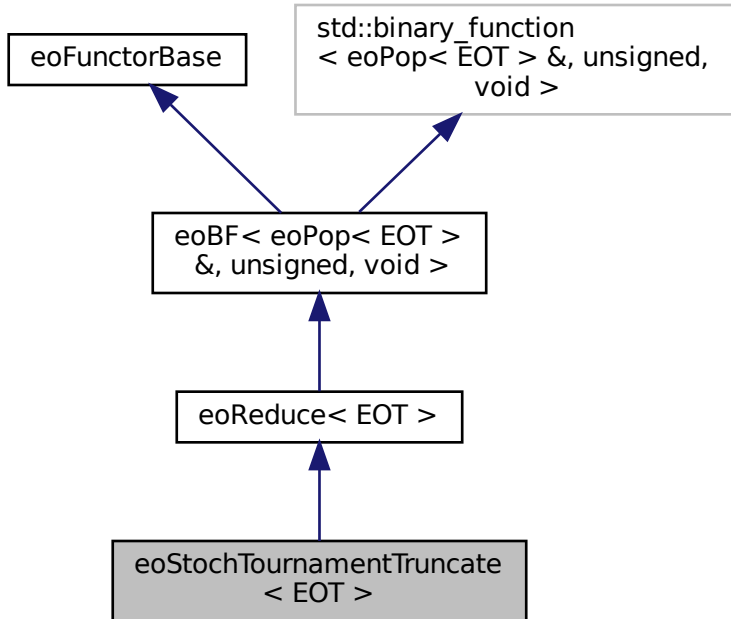 eoFunctorBase
std::binary_function
< eoPop< EOT > &, unsigned,
void >
eoBF< eoPop< EOT >
&, unsigned, void >
eoReduce< EOT >
eoStochTournamentTruncate
< EOT >